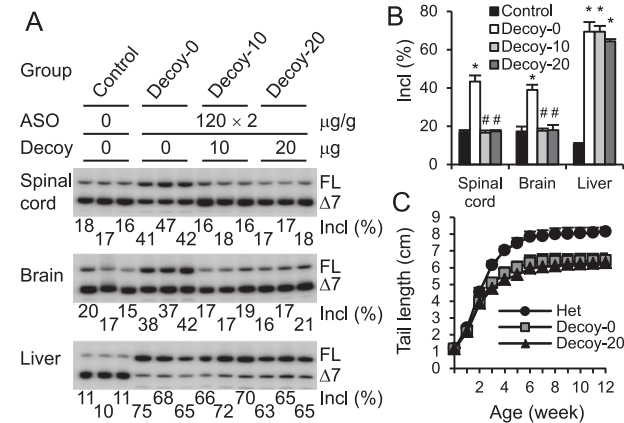 A
Group
Control
Decoy-0
Decoy-10
Decoy-20
ASO 0 120 × 2 µg/g
Decoy 0 0 10 20 µg
Spinal cord
FL
Δ7
18 17 16 41 47 42 16 18 16 17 17 18 Incl (%)
Brain
FL
Δ7
20 17 15 38 37 42 17 17 19 16 17 21 Incl (%)
Liver
FL
Δ7
11 10 11 75 68 65 66 72 70 63 65 65 Incl (%)
B
Control
Decoy-0
Decoy-10
Decoy-20
Incl (%)
80
60
40
20
0
* # #
* # #
* * *
Spinal cord
Brain
Liver
C
Tail length (cm)
9
8
7
6
5
4
3
2
1
0
Het
Decoy-0
Decoy-20
2 4 6 8 10 12
Age (week)